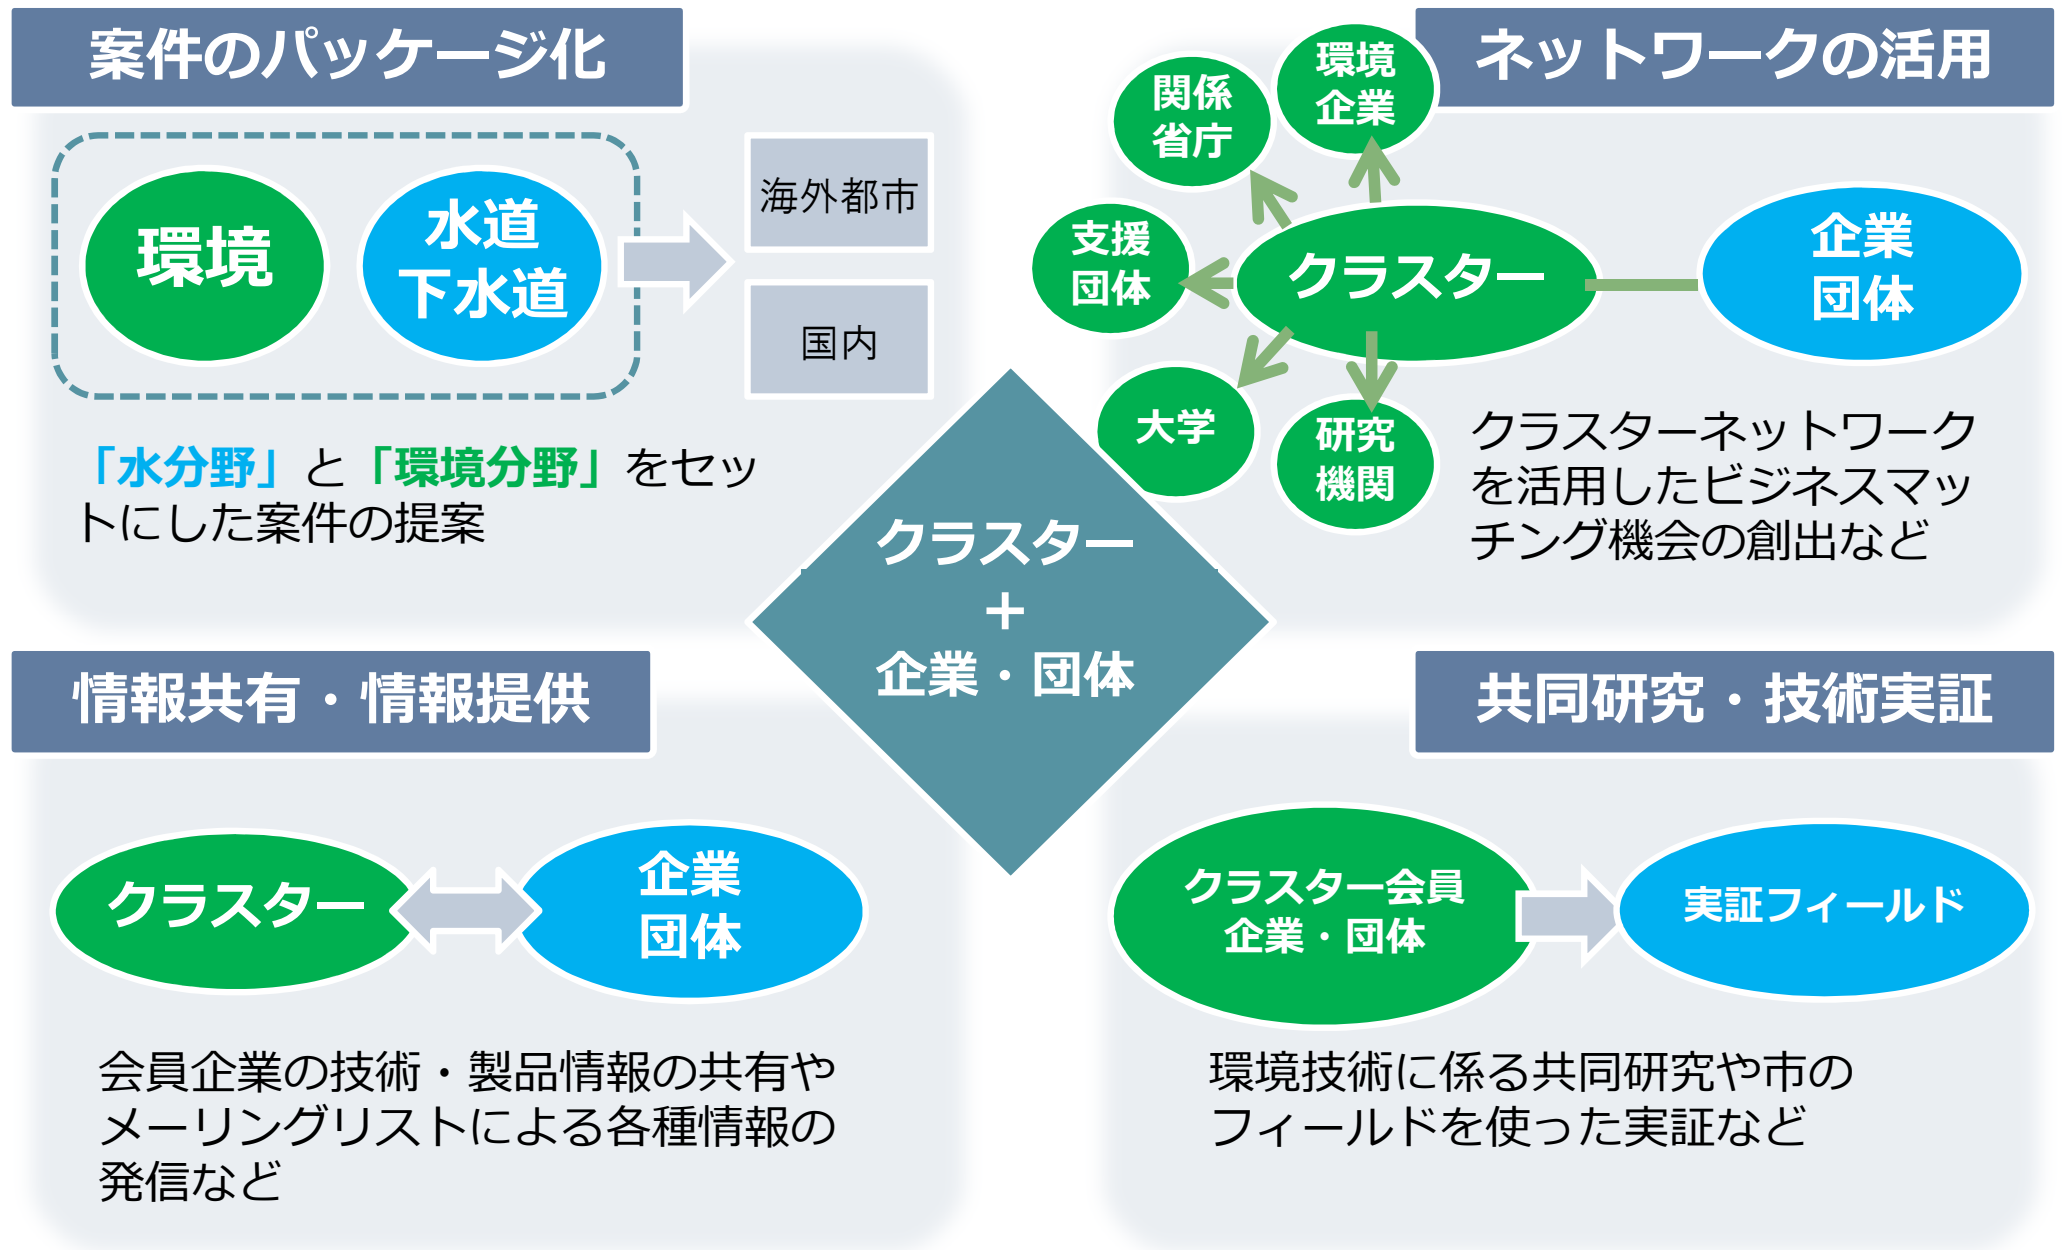 案件のパッケージ化
環境
水道
下水道
海外都市
国内
「水分野」と「環境分野」をセッ
トにした案件の提案
ネットワークの活用
環境
企業
関係
省庁
支援
団体
大学
研究
機関
クラスター
企業
団体
クラスターネットワーク
を活用したビジネスマッ
チング機会の創出など
クラスター
+
企業・団体
情報共有・情報提供
クラスター
企業
団体
会員企業の技術・製品情報の共有や
メーリングリストによる各種情報の
発信など
共同研究・技術実証
クラスター会員
企業・団体
実証フィールド
環境技術に係る共同研究や市の
フィールドを使った実証など